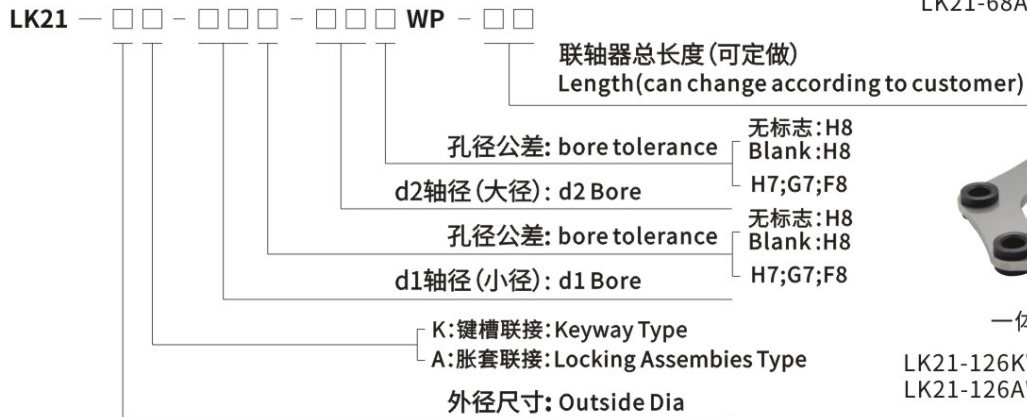 LK21-68A
LK21 — □□ - □□□ - □□□ WP - □□
联轴器总长度(可定做)
Length(can change according to customer)
孔径公差: bore tolerance
无标志:H8
Blank:H8
H7;G7;F8
d2轴径(大径): d2 Bore
孔径公差: bore tolerance
无标志:H8
Blank:H8
H7;G7;F8
d1轴径(小径): d1 Bore
K:键槽联接:Keyway Type
A:胀套联接:Locking Assembies Type
外径尺寸: Outside Dia
一体
LK21-126K
LK21-126A